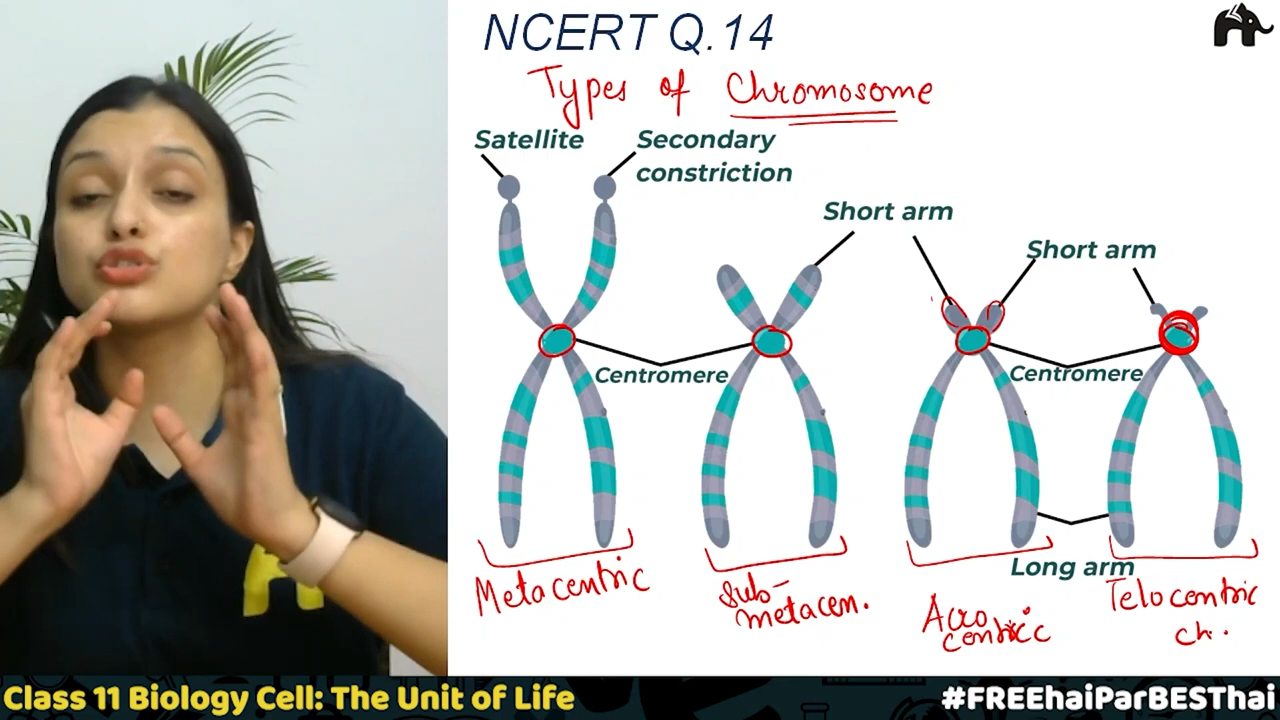 NCERT Q.14
Types of Chromosome
Satellite
Secondary
constriction
Short arm
Short arm
Centromere
Centromere
Long arm
Metacentric
Sub-
metacen.
Acro
centric
Telocentric
ch.
Class 11 Biology Cell: The Unit of Life
#FREEhaiParBESThai